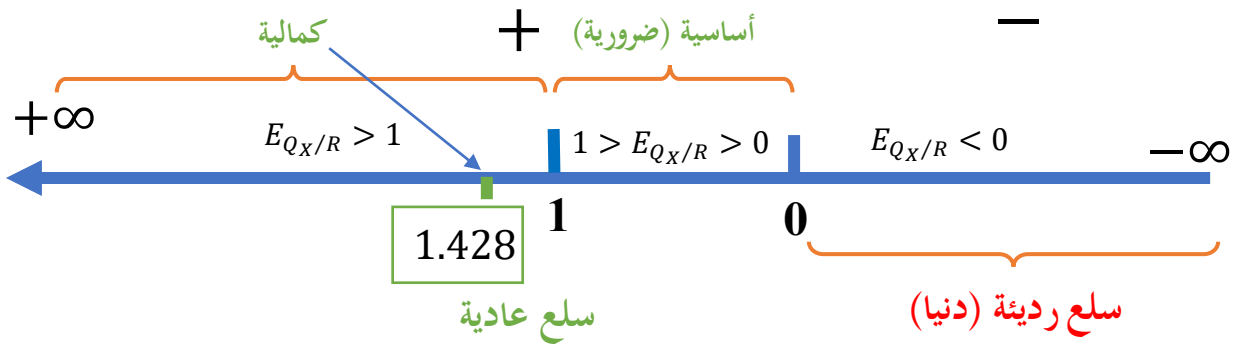 كمالية + أساسية (ضرورية) −
+∞ E_{Q_X/R} > 1 1 > E_{Q_X/R} > 0 E_{Q_X/R} < 0 −∞
1.428 1 0
سلع عادية سلع رديئة (دنيا)